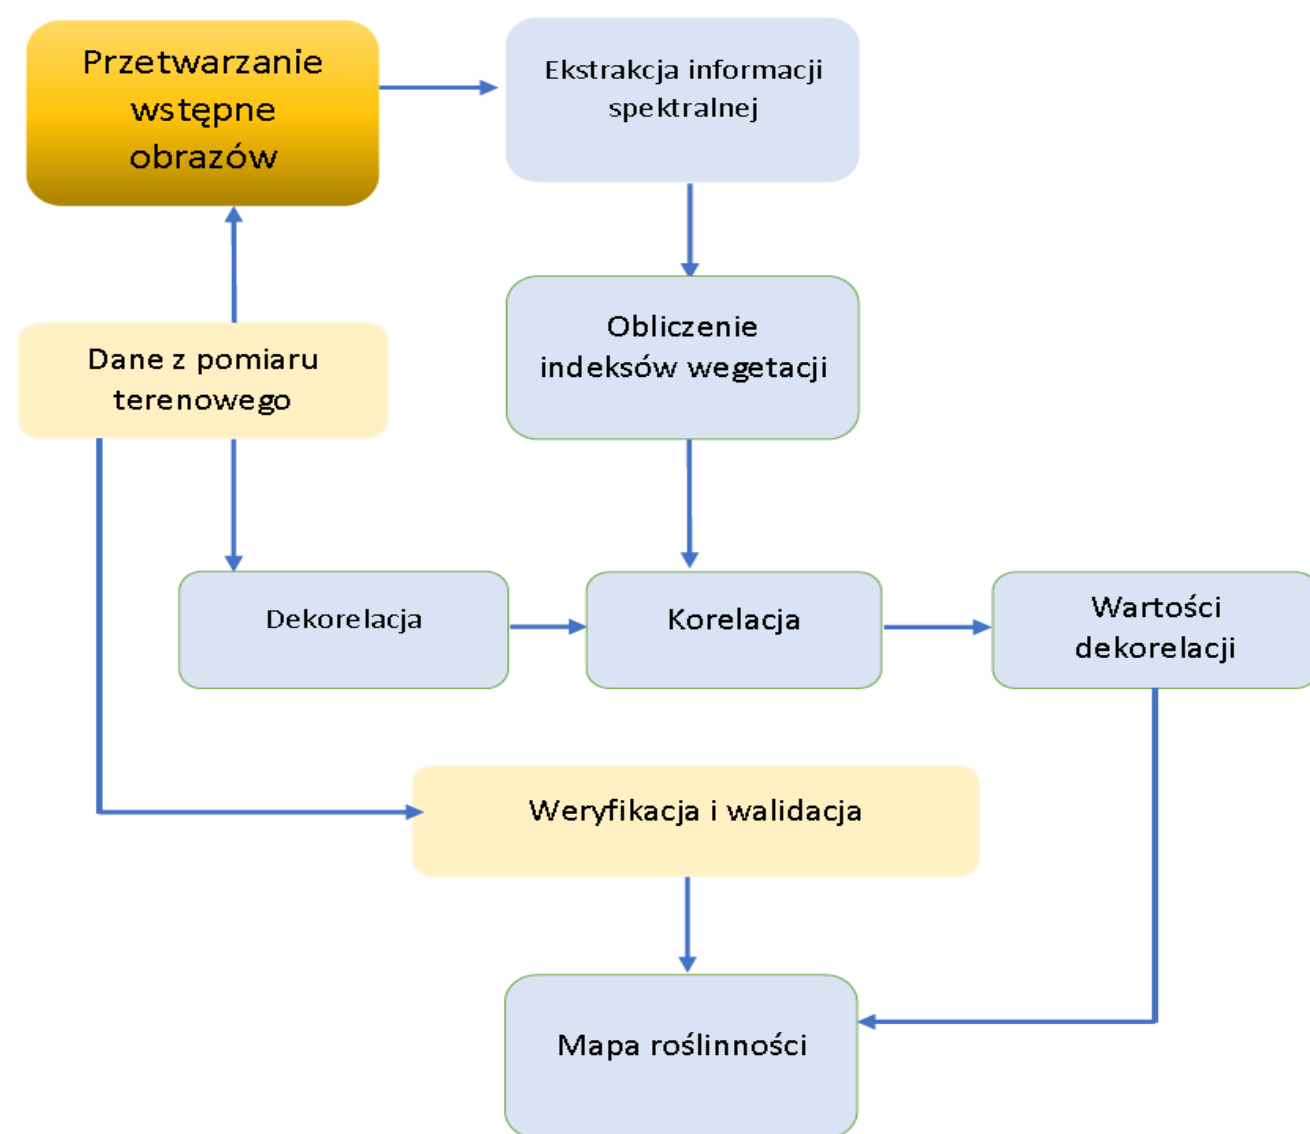 Przetwarzanie
wstępne
obrazów
Ekstrakcja informacji
spektralnej
Obliczenie
indeksów wegetacji
Dane z pomiaru
terenowego
Dekorelacja
Korelacja
Wartości
dekorelacji
Weryfikacja i walidacja
Mapa roślinności